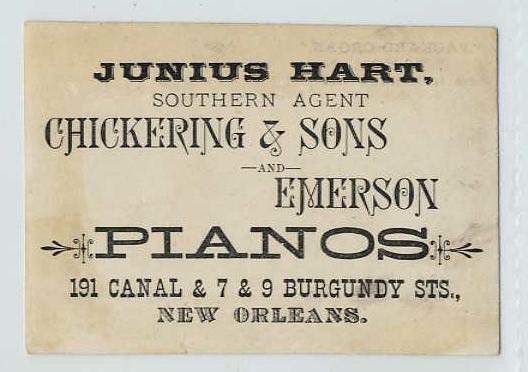 JUNIUS HART,
SOUTHERN AGENT
CHICKERING & SONS
—AND—
EMERSON
PIANOS
191 CANAL & 7 & 9 BURGUNDY STS.,
NEW ORLEANS.